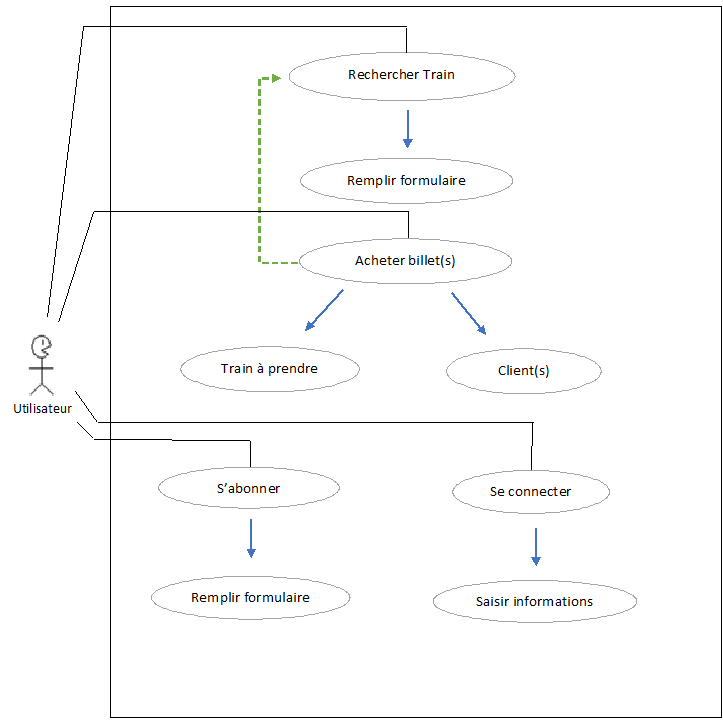 Rechercher Train
Remplir formulaire
Acheter billet(s)
Train à prendre
Client(s)
Utilisateur
S’abonner
Se connecter
Remplir formulaire
Saisir informations